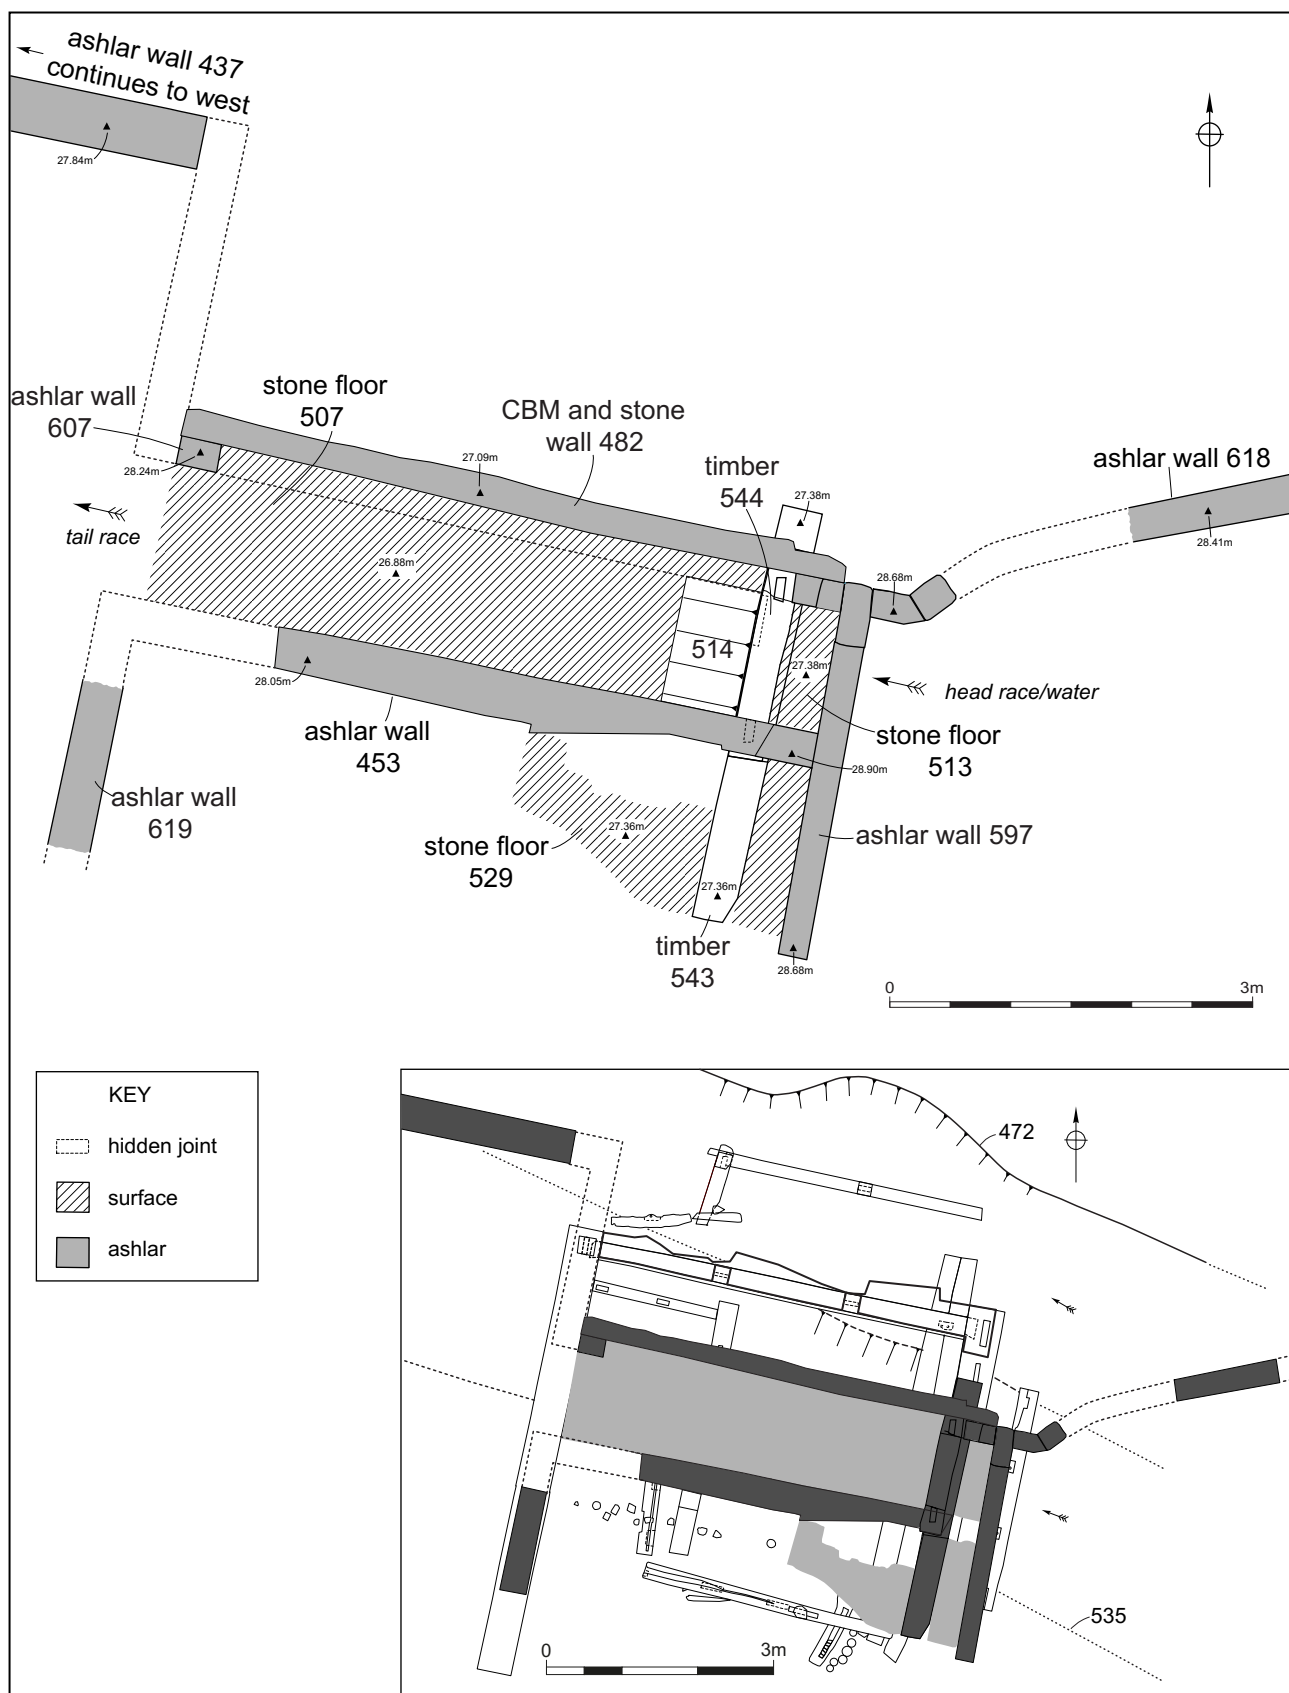 ashlar wall 437
continues to west
27.84m
stone floor
507
ashlar wall
607
28.24m
CBM and stone
wall 482
27.09m
timber
544
27.38m
ashlar wall 618
28.41m
28.68m
tail race
26.88m
514
27.38m
head race/water
28.05m
ashlar wall
453
stone floor
513
28.90m
ashlar wall
619
27.36m
stone floor
529
ashlar wall 597
27.36m
timber
543
28.68m
0 3m
KEY
hidden joint
surface
ashlar
472
535
0 3m